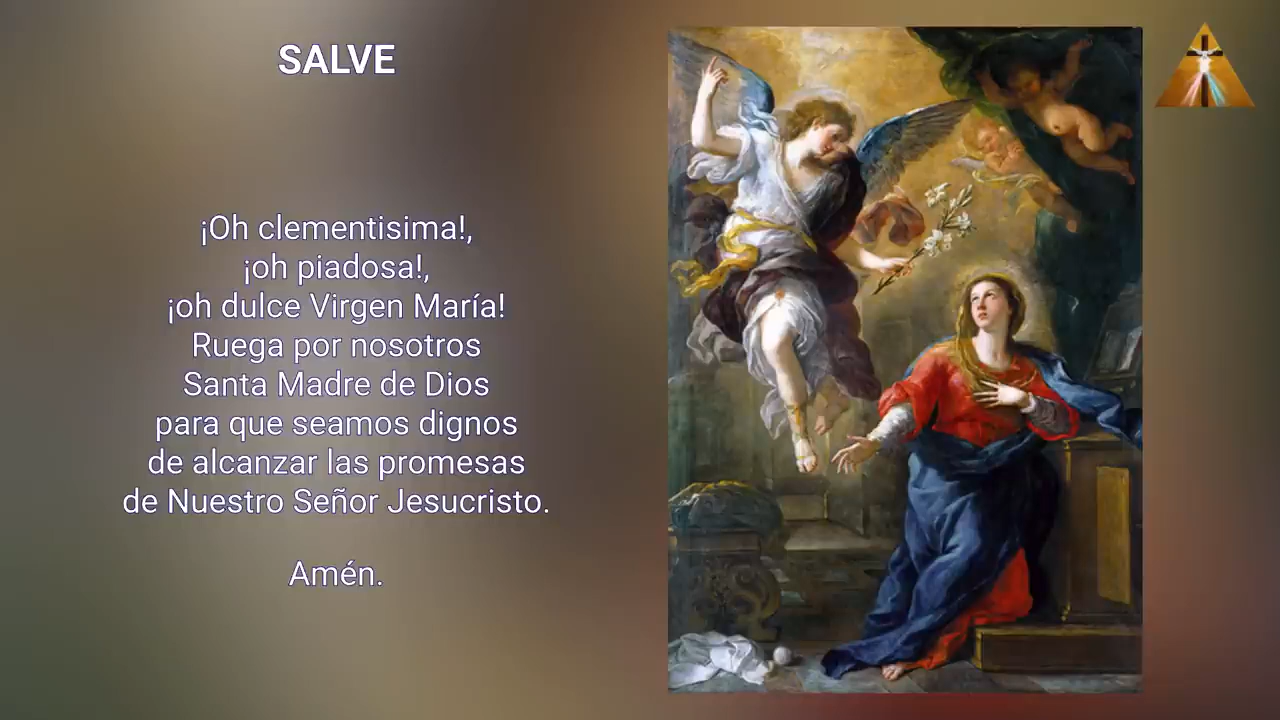 SALVE
¡Oh clementisima!,
¡oh piadosa!,
¡oh dulce Virgen María!
Ruega por nosotros
Santa Madre de Dios
para que seamos dignos
de alcanzar las promesas
de Nuestro Señor Jesucristo.
Amén.